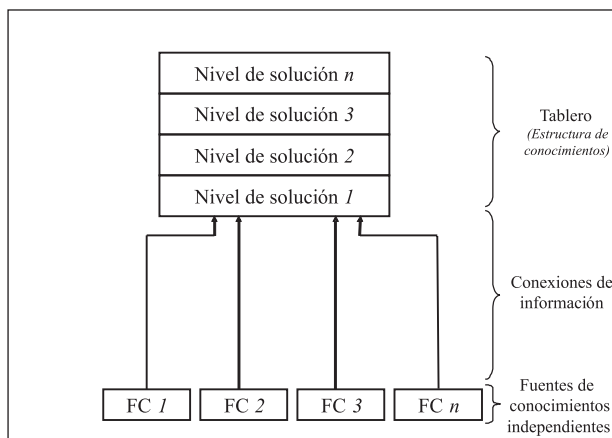 Nivel de solución n
Nivel de solución 3
Nivel de solución 2
Nivel de solución 1
Tablero
(Estructura de
conocimientos)
Conexiones de
información
FC 1
FC 2
FC 3
FC n
Fuentes de
conocimientos
independientes